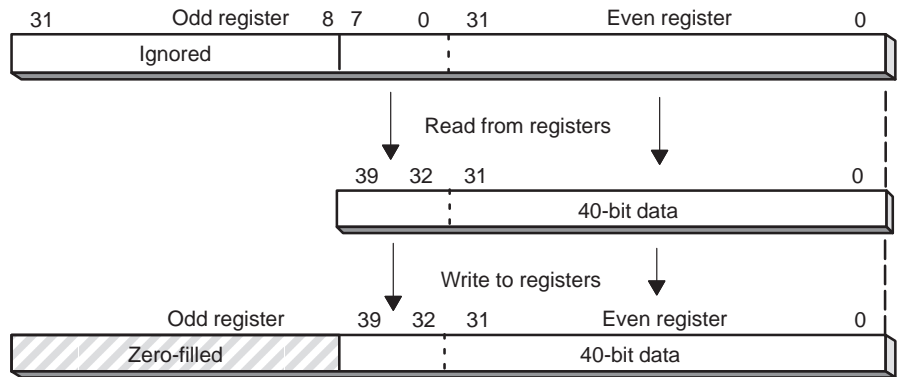 31 Odd register 8 7 0 31 Even register 0
Ignored
Read from registers
39 32 31 0
40-bit data
Write to registers
Odd register 39 32 31 Even register 0
Zero-filled 40-bit data